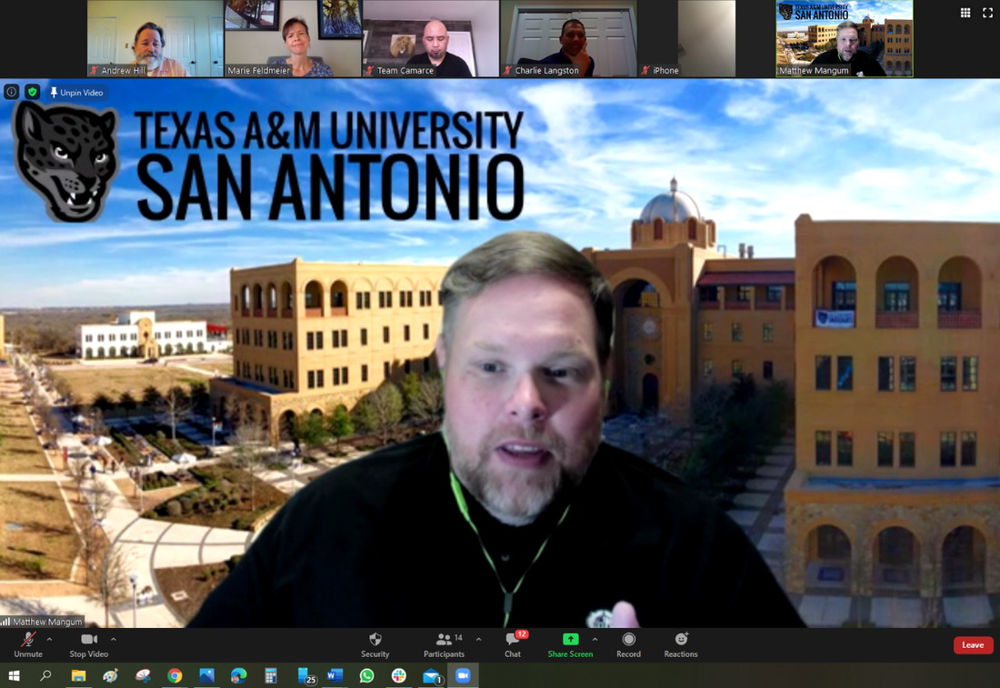 Andrew Hill
Marie Feldmeier
Team Camarce
Charlie Langston
iPhone
TEXAS A&M UNIVERSITY
SAN ANTONIO
Matthew Mangum
Unpin Video
TEXAS A&M UNIVERSITY
SAN ANTONIO
Matthew Mangum
14
12
Unmute
Stop Video
Security
Participants
Chat
Share Screen
Record
Reactions
Leave
25
1